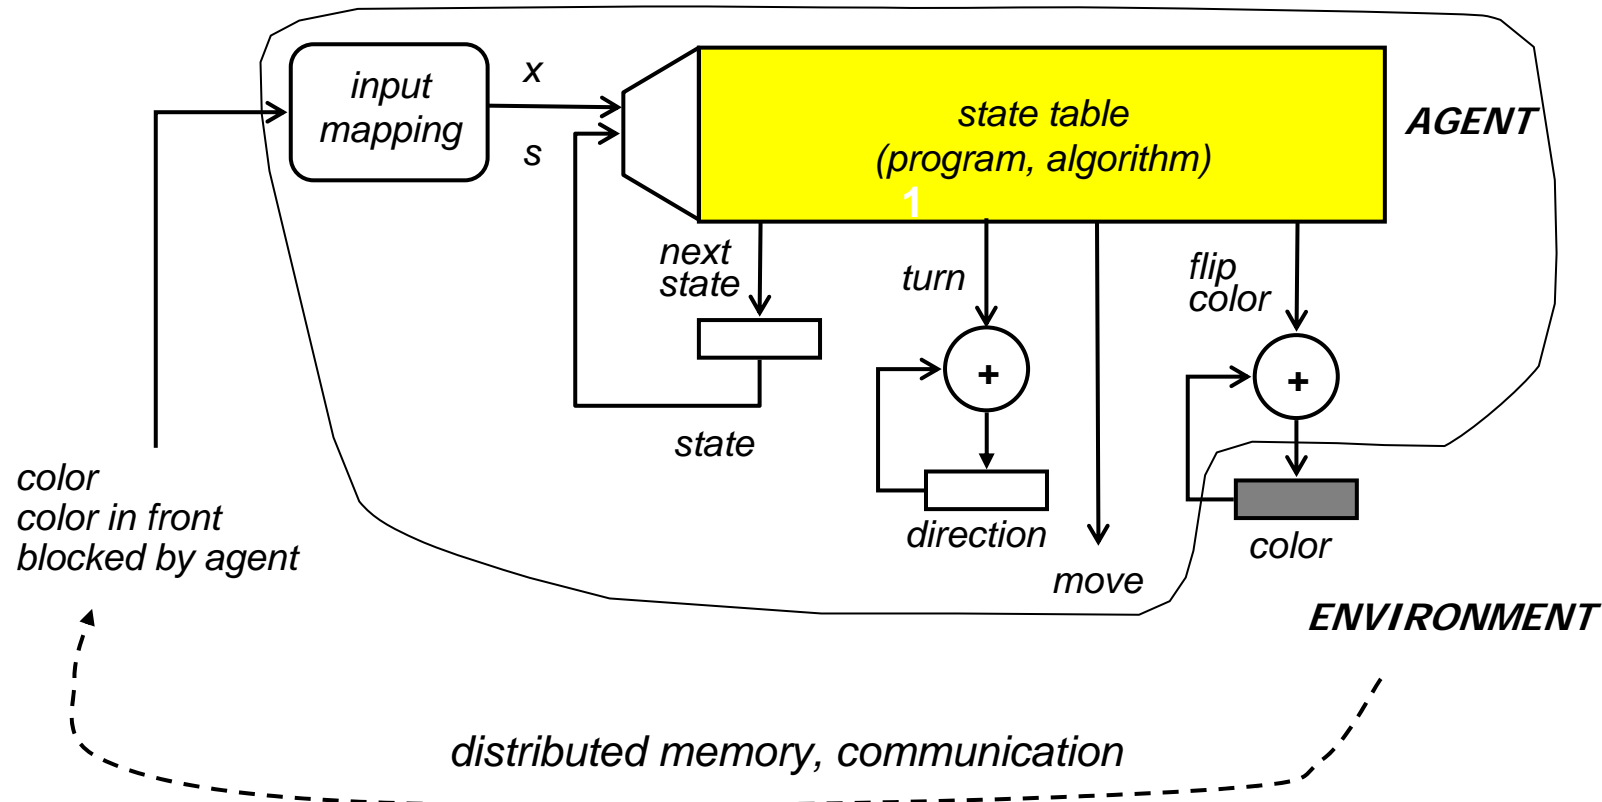 input
mapping
x
s
state table
(program, algorithm)
1
AGENT
next
state
turn
flip
color
+
+
state
direction
move
color
color
color in front
blocked by agent
ENVIRONMENT
distributed memory, communication